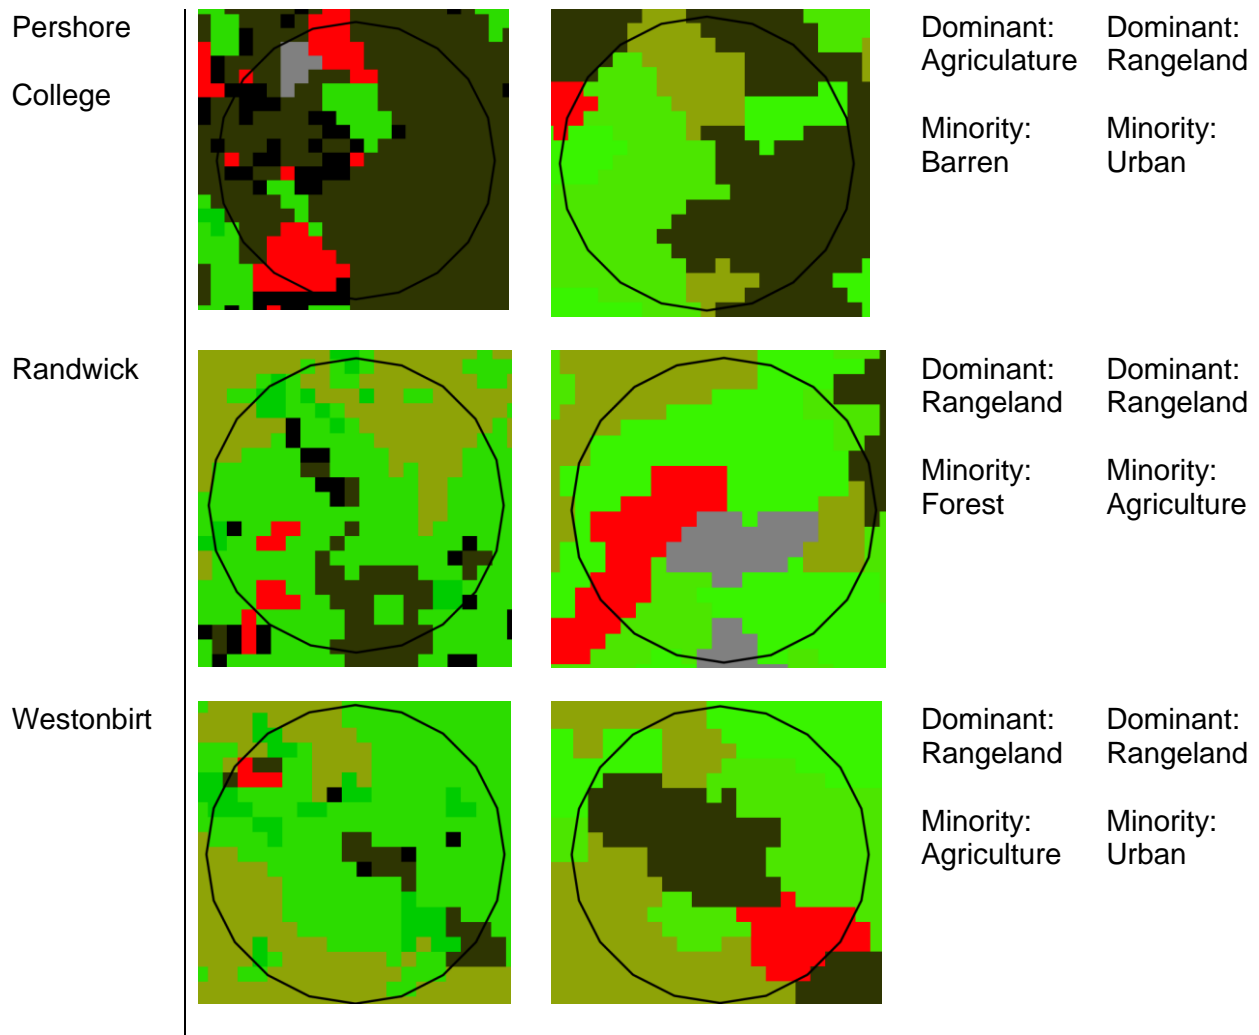 Pershore
College
Dominant:
Agriculature
Minority:
Barren
Dominant:
Rangeland
Minority:
Urban
Randwick
Dominant:
Rangeland
Minority:
Forest
Dominant:
Rangeland
Minority:
Agriculture
Westonbirt
Dominant:
Rangeland
Minority:
Agriculture
Dominant:
Rangeland
Minority:
Urban